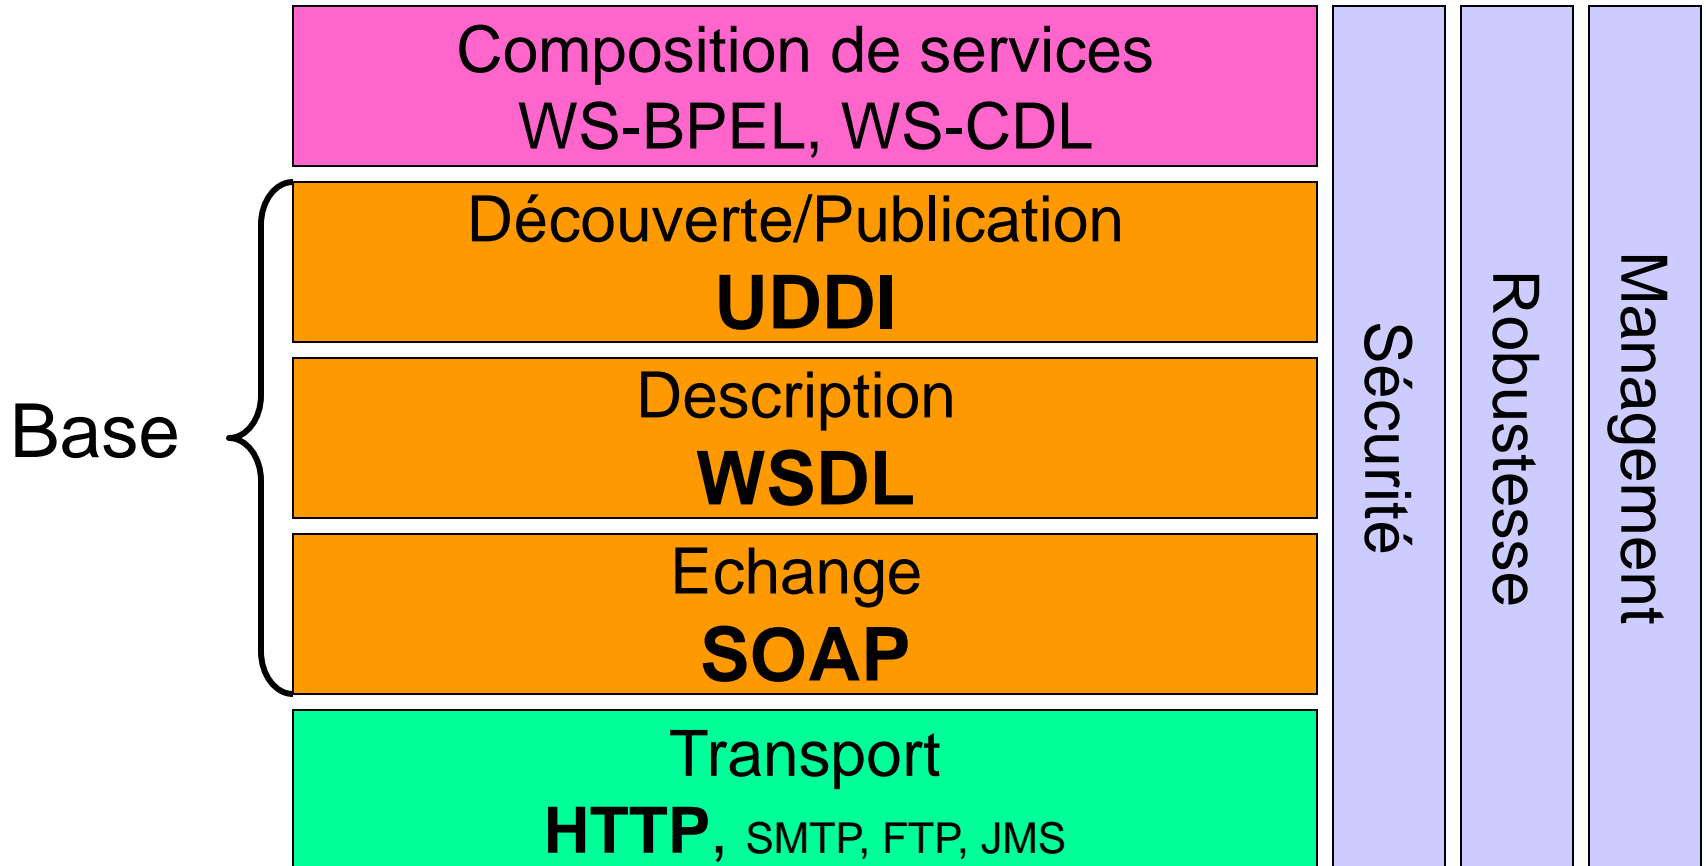 Composition de services
WS-BPEL, WS-CDL
Découverte/Publication
UDDI
Description
WSDL
Echange
SOAP
Transport
HTTP, SMTP, FTP, JMS
Base
Sécurité
Robustesse
Management